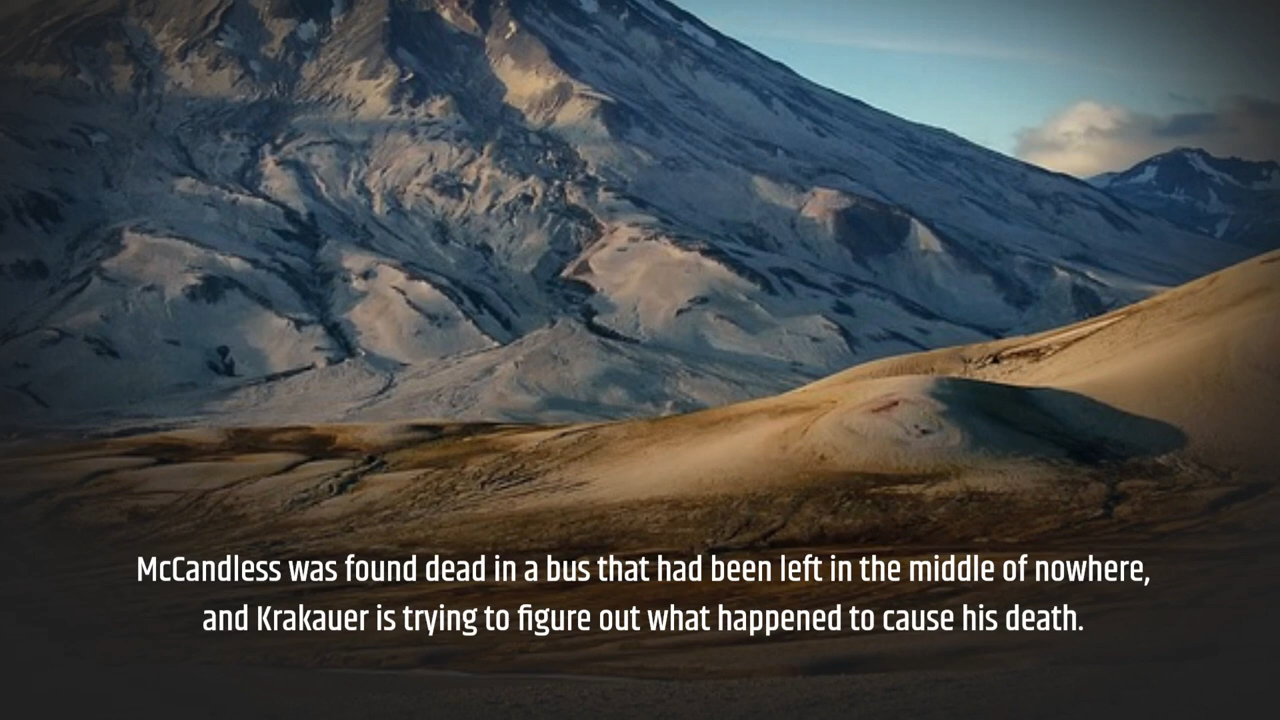 McCandless was found dead in a bus that had been left in the middle of nowhere,
and Krakauer is trying to figure out what happened to cause his death.